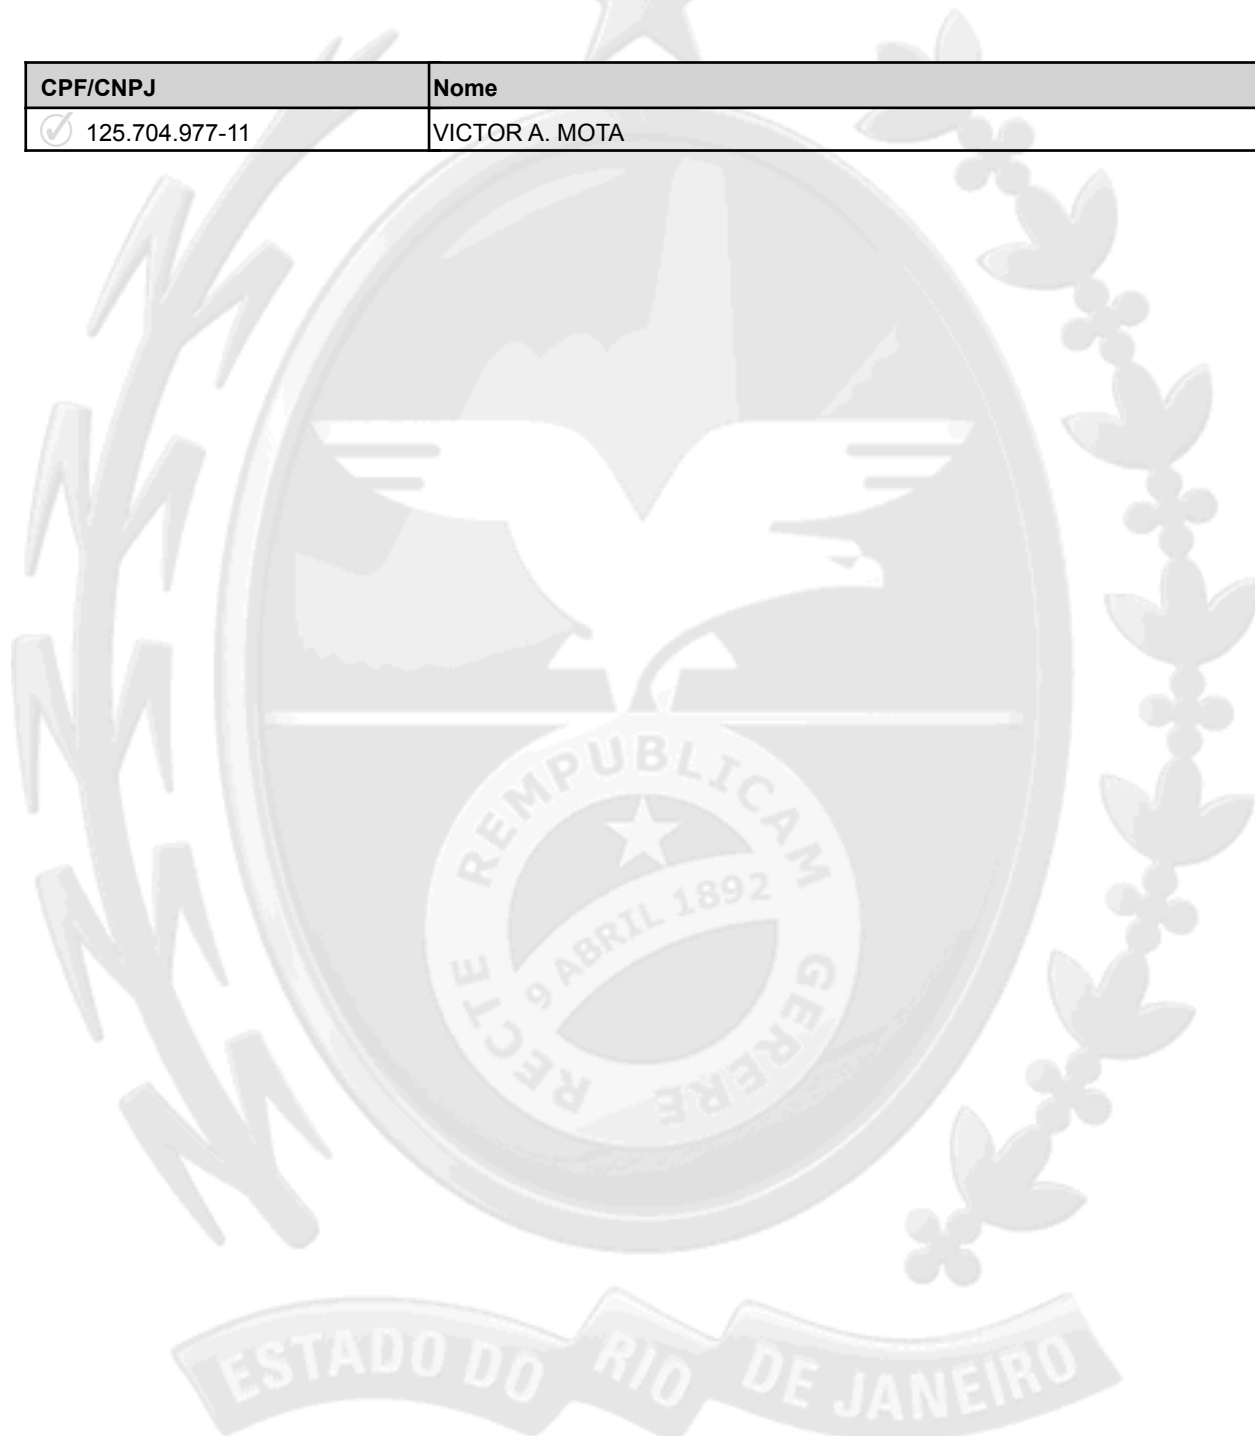 CPF/CNPJ Nome
125.704.977-11 VICTOR A. MOTA
REMPUBLICAM
9 ABRIL 1892
RECTE GERERE
ESTADO DO RIO DE JANEIRO